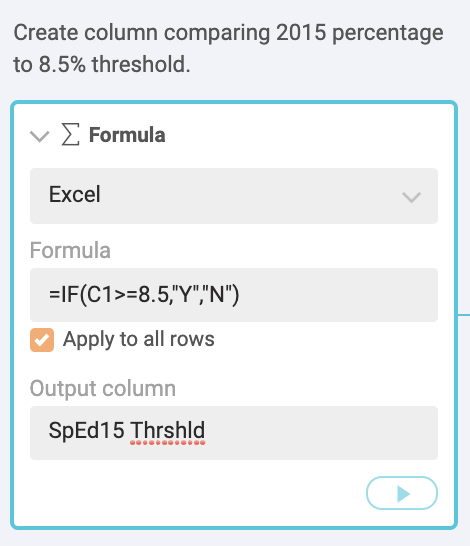 Create column comparing 2015 percentage
to 8.5% threshold.
Σ Formula
Excel
Formula
=IF(C1>=8.5,"Y","N")
Apply to all rows
Output column
SpEd15 Thrshld